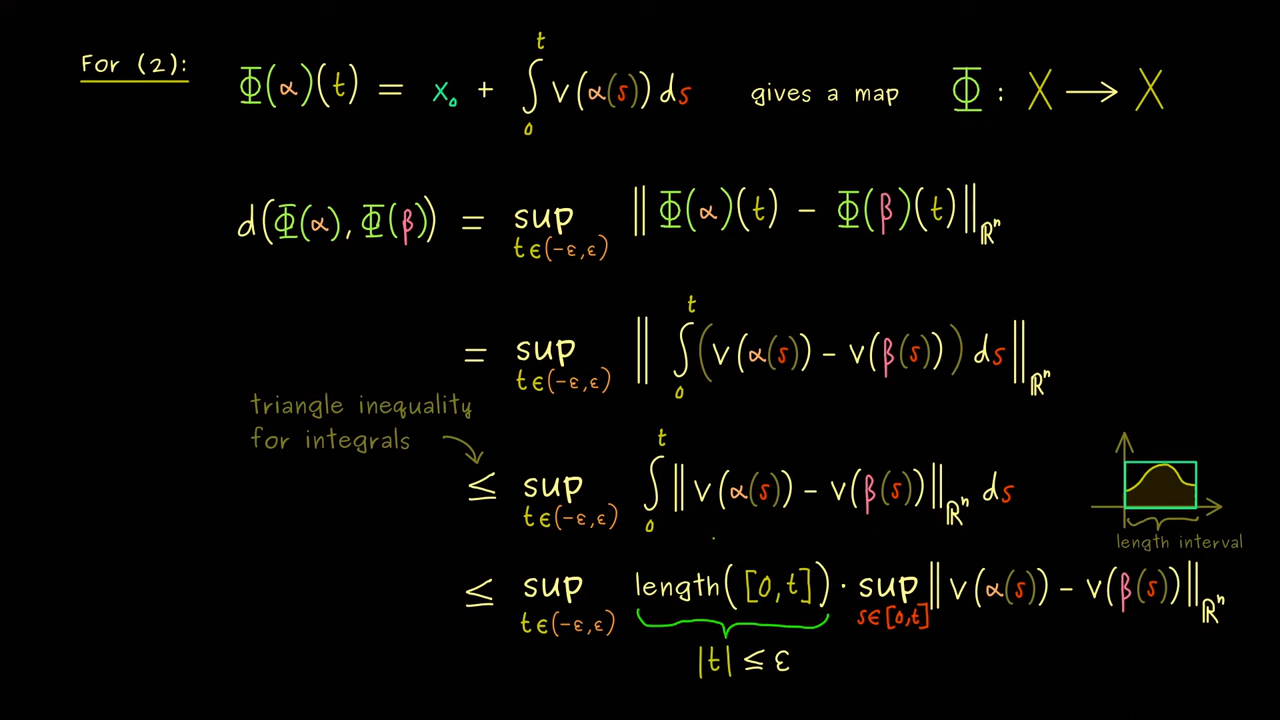 For (2): Φ(α)(t) = x₀ + ∫₀ᵗ v(α(s)) ds gives a map Φ : X ⟶ X
d(Φ(α), Φ(β)) = sup_{t∈(-ε,ε)} ‖Φ(α)(t) − Φ(β)(t)‖_{ℝⁿ}
= sup_{t∈(-ε,ε)} ‖∫₀ᵗ (v(α(s)) − v(β(s))) ds‖_{ℝⁿ}
triangle inequality
for integrals
≤ sup_{t∈(-ε,ε)} ∫₀ᵗ ‖v(α(s)) − v(β(s))‖_{ℝⁿ} ds
length interval
≤ sup_{t∈(-ε,ε)} length([0,t]) · sup_{s∈[0,t]} ‖v(α(s)) − v(β(s)‖_{ℝⁿ}
|t| ≤ ε